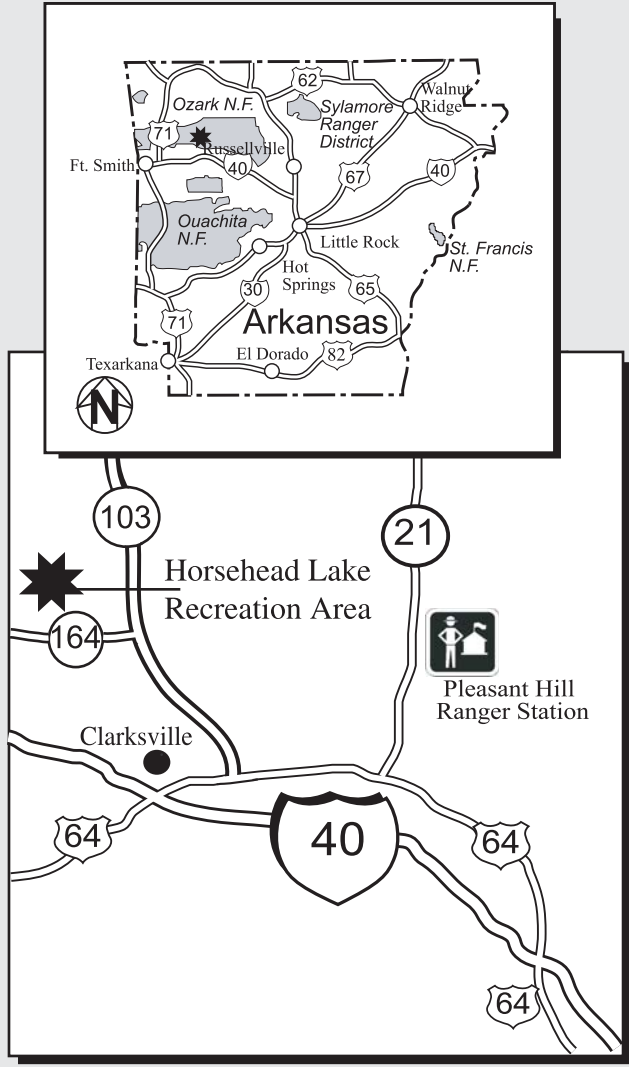 62
Walnut
Ridge
Ozark N.F.
Sylamore
Ranger
District
71
Russellville
Ft. Smith
40
67
40
Ouachita
N.F.
Little Rock
St. Francis
N.F.
Hot
Springs
30
65
71
Arkansas
El Dorado
82
Texarkana
N
103
21
Horsehead Lake
Recreation Area
164
Pleasant Hill
Ranger Station
Clarksville
64
40
64
64